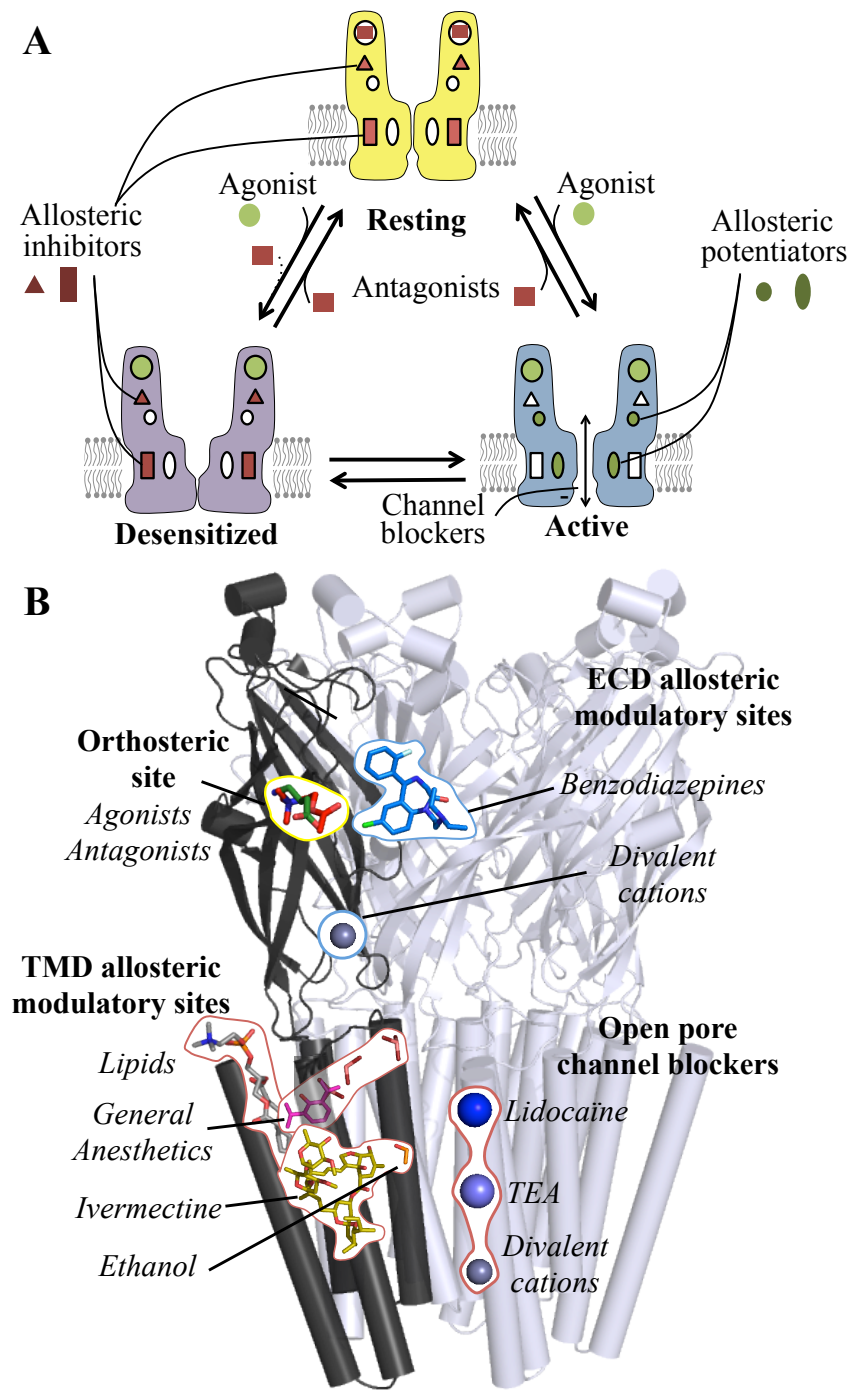 A
Agonist
Agonist
Allosteric
inhibitors
Resting
Allosteric
potentiators
Antagonists
Channel
blockers
Desensitized
Active
-
B
ECD allosteric
modulatory sites
Orthosteric
site
Agonists
Antagonists
Benzodiazepines
Divalent
cations
TMD allosteric
modulatory sites
Open pore
channel blockers
Lipids
General
Anesthetics
Ivermectine
Ethanol
Lidocaïne
TEA
Divalent
cations